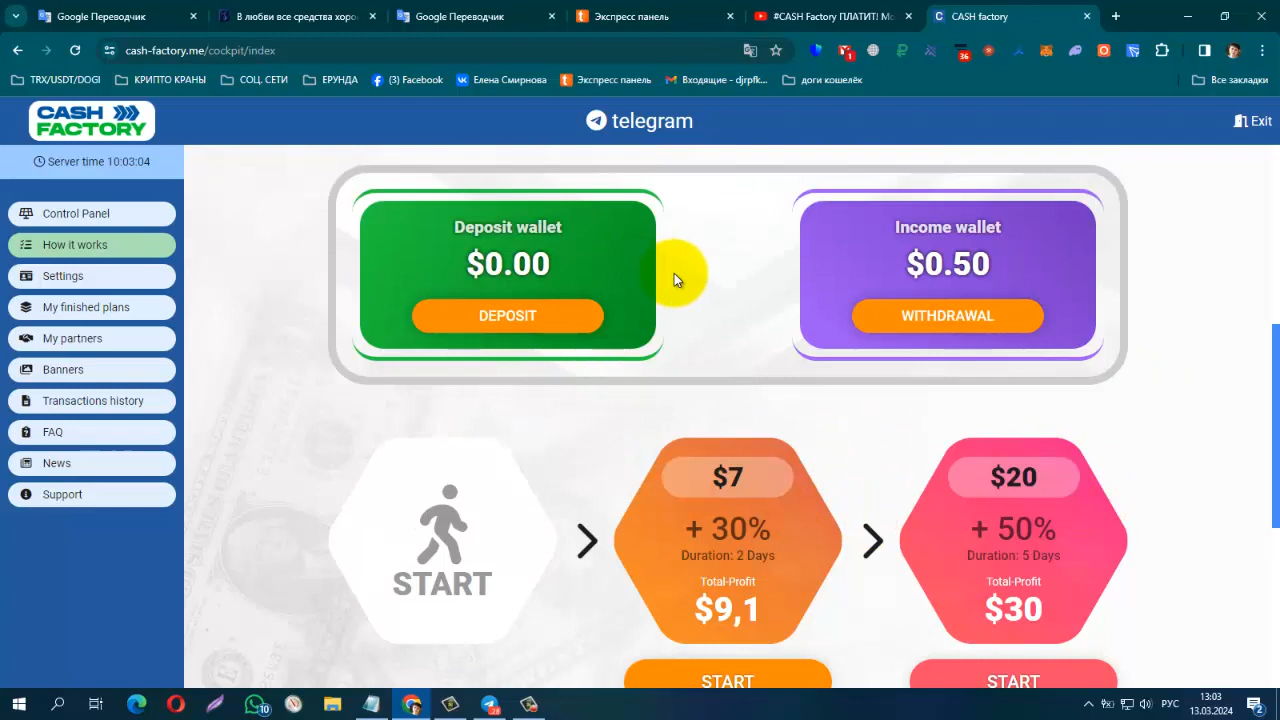 Google Переводчик
В любви все средства хоро
Google Переводчик
Экспресс панель
#CASH Factory ПЛАТИТ! Мо
CASH factory
cash-factory.me/cockpit/index
1
36
TRX/USDT/DOGI
КРИПТО КРАНЫ
СОЦ. СЕТИ
ЕРУНДА
(3) Facebook
Елена Смирнова
Экспресс панель
Входящие - djrpfk...
доги кошелёк
Все закладки
CASH
FACTORY
telegram
Exit
Server time 10:03:04
Control Panel
How it works
Settings
My finished plans
My partners
Banners
Transactions history
FAQ
News
Support
Deposit wallet
$0.00
DEPOSIT
Income wallet
$0.50
WITHDRAWAL
START
$7
+ 30%
Duration: 2 Days
Total-Profit
$9,1
START
$20
+ 50%
Duration: 5 Days
Total-Profit
$30
START
10
РУС
13:03
13.03.2024
2